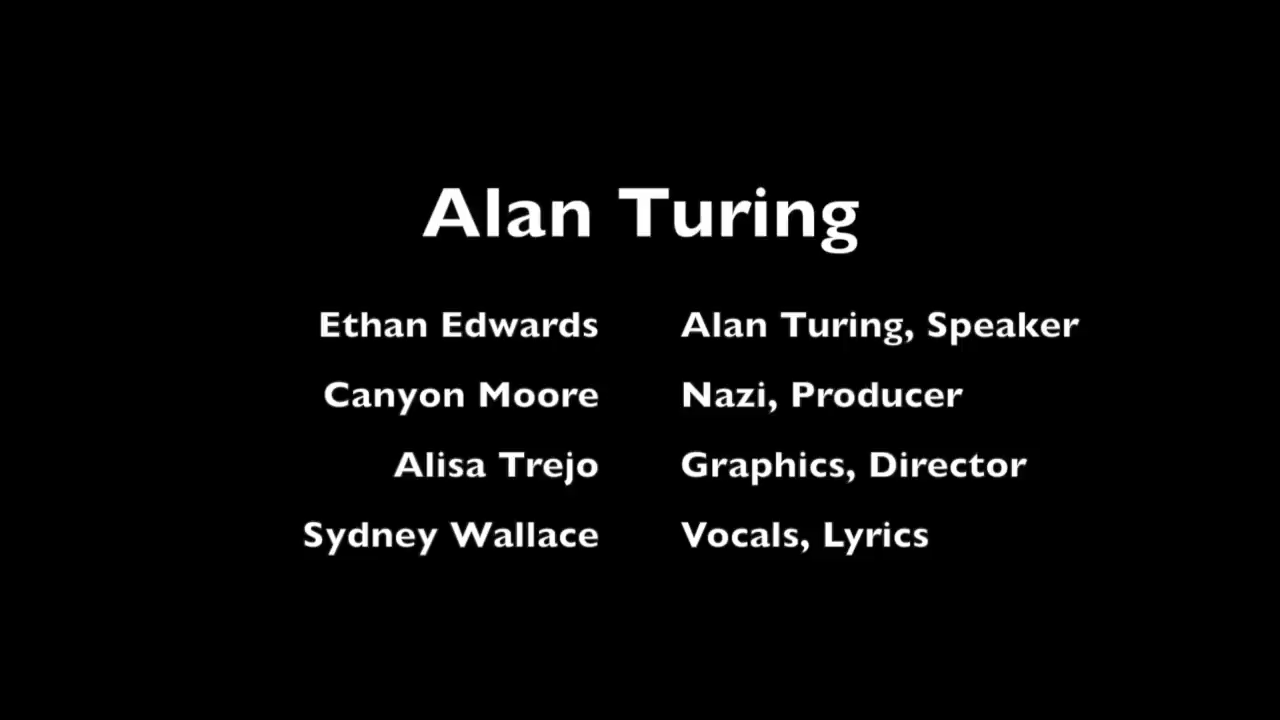 Alan Turing
Ethan Edwards Alan Turing, Speaker
Canyon Moore Nazi, Producer
Alisa Trejo Graphics, Director
Sydney Wallace Vocals, Lyrics